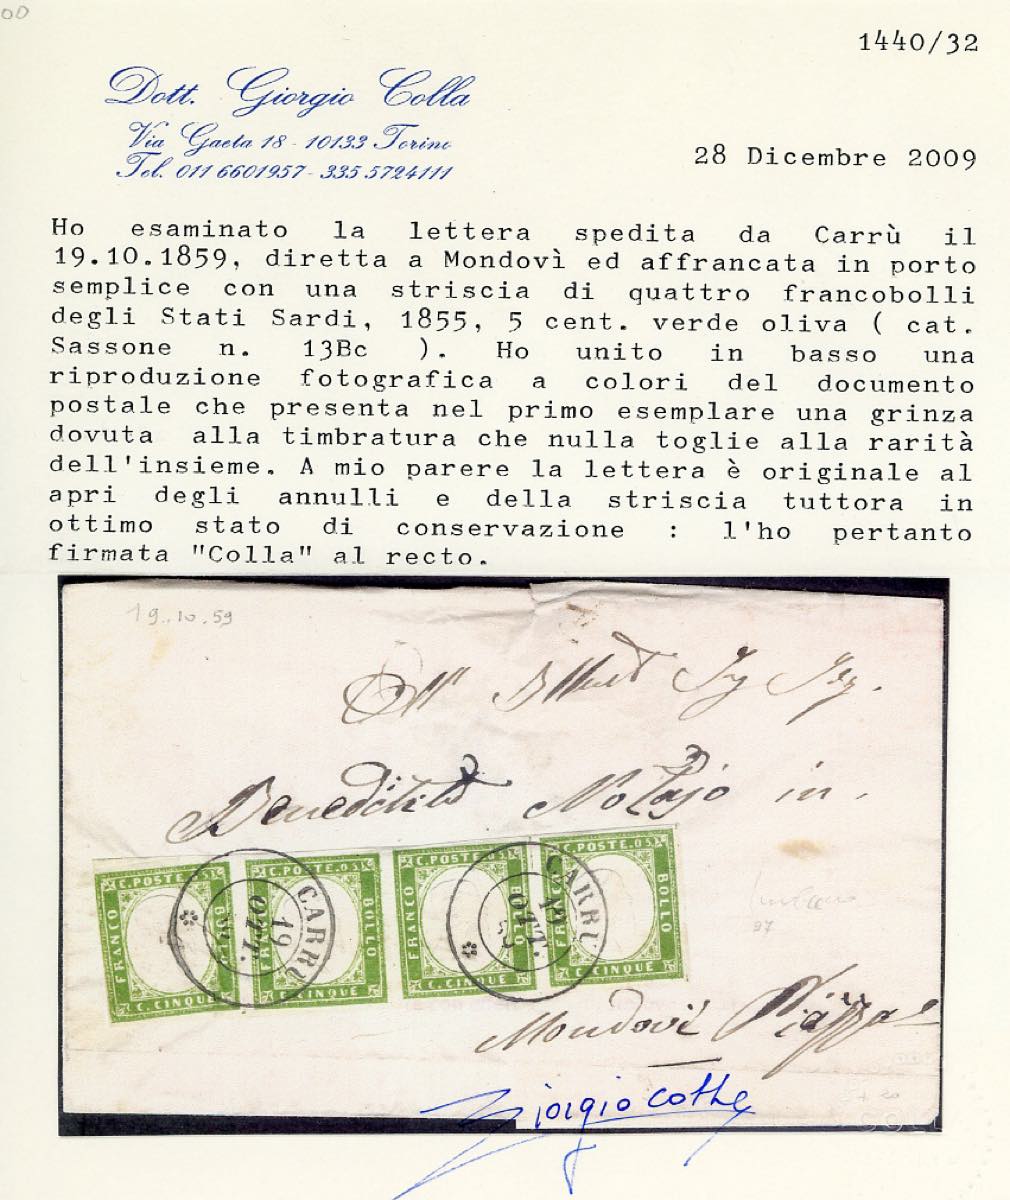 1440/32
Dott. Giorgio Colla
Via Gaeta 18 - 10133 Torino
Tel. 011 6601957 - 335 5724111
28 Dicembre 2009
Ho esaminato la lettera spedita da Carrù il
19.10.1859, diretta a Mondovì ed affrancata in porto
semplice con una striscia di quattro francobolli
degli Stati Sardi, 1855, 5 cent. verde oliva ( cat.
Sassone n. 13Bc ). Ho unito in basso una
riproduzione fotografica a colori del documento
postale che presenta nel primo esemplare una grinza
dovuta alla timbratura che nulla toglie alla rarità
dell'insieme. A mio parere la lettera è originale al
apri degli annulli e della striscia tuttora in
ottimo stato di conservazione : l'ho pertanto
firmata "Colla" al recto.
19.10.59
Notajo in
C. POSTE C. POSTE C. POSTE C. POSTE
FRANCO BOLLO FRANCO BOLLO FRANCO BOLLO FRANCO BOLLO
C. CINQUE C. CINQUE C. CINQUE C. CINQUE
CARRU
19
OTT.
CARRU
19
OTT.
Mondovì Piazza